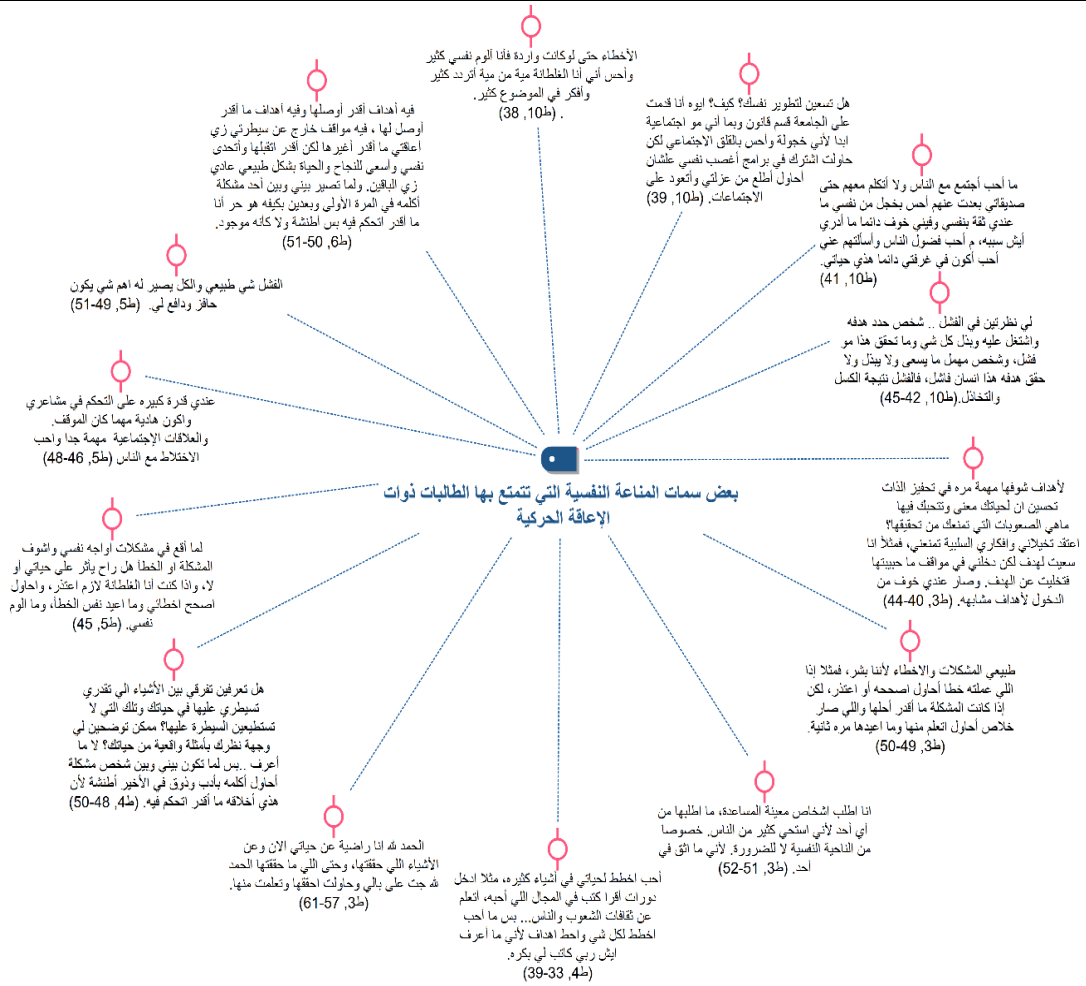 الأخطاء حتى لوكانت واردة فأنا ألوم نفسي كثير
وأحس أني أنا الغلطانة مية من مية أتردد كثير
وأفكر في الموضوع كثير.
. (ط10, 38)
هل تسعين لتطوير نفسك؟ كيف؟ ايوه أنا قدمت
على الجامعة قسم قانون وبما أني مو اجتماعية
ابدا لأني خجولة وأحس بالقلق الاجتماعي لكن
حاولت اشترك في برامج أغصب نفسي علشان
أحاول أطلع من عزلتي وأتعود على
الاجتماعات. (ط10, 39)
ما أحب أجتمع مع الناس ولا أتكلم معهم حتى
صديقاتي بعدت عنهم أحس بخجل من نفسي ما
عندي ثقة بنفسي وفيني خوف دائما ما أدري
أيش سببه، م أحب فضول الناس وأسألتهم عني
أحب أكون في غرفتي دائما هذي حياتي.
(ط10, 41)
لي نظرتين في الفشل .. شخص حدد هدفه
واشتغل عليه وبذل كل شي وما تحقق هذا مو
فشل، وشخص مهمل ما يسعى ولا يبذل ولا
حقق هدفه هذا انسان فاشل، فالفشل نتيجة الكسل
والتخاذل.(ط10, 42-45)
لأهداف شوفها مهمة مره في تحفيز الذات
تحسين ان لحياتك معنى وتتحبك فيها
ماهي الصعوبات التي تمنعك من تحقيقها؟
اعتقد تخيلاتي وافكاري السلبية تمنعني، فمثلاً انا
سعيت لهدف لكن دخلني في مواقف ما حبيتها
فتخليت عن الهدف. وصار عندي خوف من
الدخول لأهداف مشابهه. (ط3, 40-44)
طبيعي المشكلات والاخطاء لأننا بشر، فمثلا إذا
اللي عملته خطا أحاول اصححه أو اعتذر، لكن
إذا كانت المشكلة ما أقدر أحلها واللي صار
خلاص أحاول اتعلم منها وما اعيدها مره ثانية.
(ط3, 49-50)
انا اطلب اشخاص معينة المساعدة، ما اطلبها من
أي أحد لأني استحي كثير من الناس. خصوصا
من الناحية النفسية لا للضرورة. لأني ما اثق في
أحد. (ط3, 51-52)
أحب اخطط لحياتي في أشياء كثيره، مثلا ادخل
دورات اقرا كتب في المجال اللي أحبه، أتعلم
عن ثقافات الشعوب والناس... بس ما أحب
اخطط لكل شي واحط اهداف لأني ما أعرف
ايش ربي كاتب لي بكره.
(ط4, 33-39)
الحمد لله انا راضية عن حياتي الان وعن
الأشياء اللي حققتها، وحتى اللي ما حققتها الحمد
لله جت على بالي وحاولت احققها وتعلمت منها.
(ط3, 57-61)
هل تعرفين تفرقي بين الأشياء الي تقدري
تسيطري عليها في حياتك وتلك التي لا
تستطيعين السيطرة عليها؟ ممكن توضحين لي
وجهة نظرك بأمثلة واقعية من حياتك؟ لا ما
أعرف ..بس لما تكون بيني وبين شخص مشكلة
أحاول أكلمه بأدب وذوق في الأخير أطنشة لأن
هذي أخلاقه ما أقدر اتحكم فيه. (ط4, 48-50)
لما أقع في مشكلات أواجه نفسي واشوف
المشكلة او الخطأ هل راح يأثر على حياتي أو
لا، واذا كنت أنا الغلطانة لازم اعتذر، واحاول
اصحح اخطائي وما اعيد نفس الخطأ، وما الوم
نفسي. (ط5, 45)
عندي قدرة كبيره على التحكم في مشاعري
واكون هادية مهما كان الموقف.
والعلاقات الإجتماعية مهمة جدا واحب
الاختلاط مع الناس (ط5, 46-48)
الفشل شي طبيعي والكل يصير له اهم شي يكون
حافز ودافع لي. (ط5, 49-51)
فيه أهداف أقدر أوصلها وفيه أهداف ما أقدر
أوصل لها ، فيه مواقف خارج عن سيطرتي زي
أعاقتي ما أقدر أغيرها لكن أقدر اتقبلها وأتحدى
نفسي وأسعى للنجاح والحياة بشكل طبيعي عادي
زي الباقين. ولما تصير بيني وبين أحد مشكلة
أكلمه في المرة الأولى وبعدين بكيفه هو حر أنا
ما أقدر اتحكم فيه بس أطنشة ولا كأنه موجود.
(ط6, 50-51)
بعض سمات المناعة النفسية التي تتمتع بها الطالبات ذوات
الإعاقة الحركية